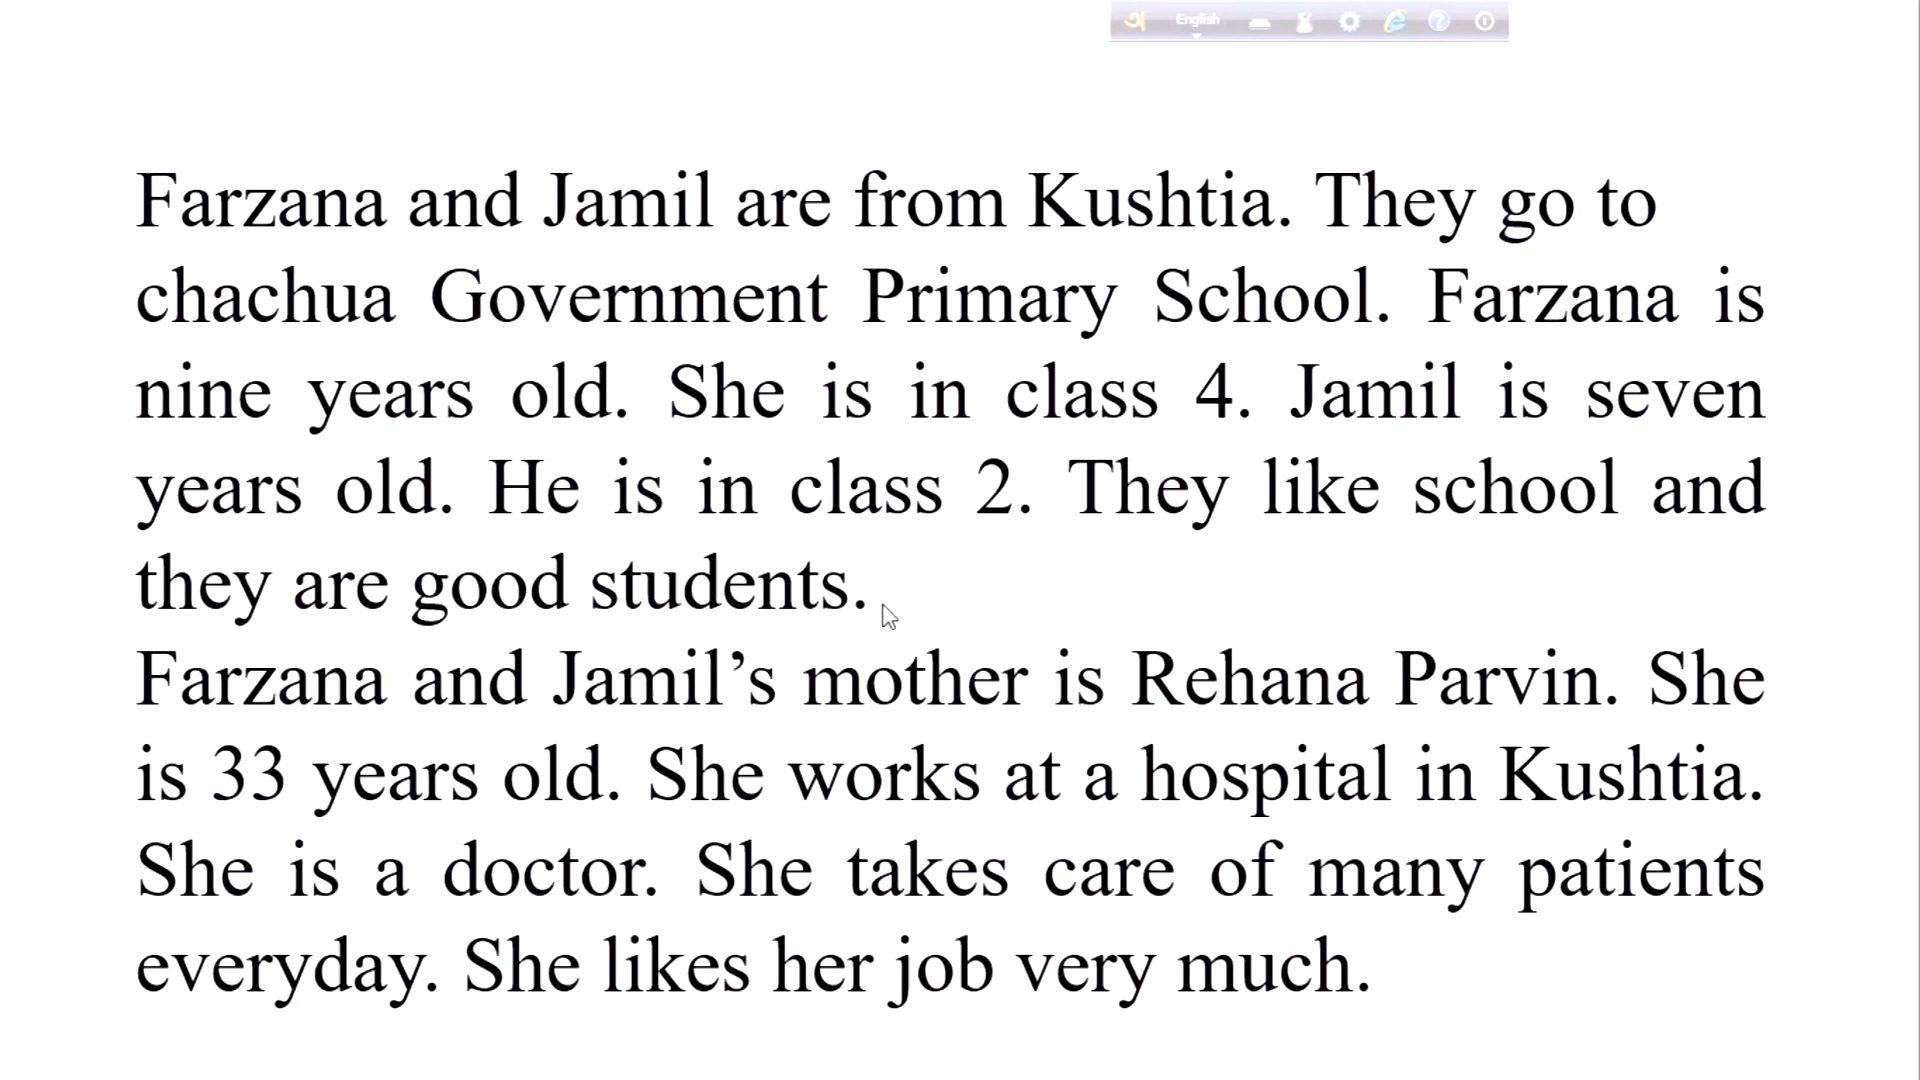 অ English
Farzana and Jamil are from Kushtia. They go to
chachua Government Primary School. Farzana is
nine years old. She is in class 4. Jamil is seven
years old. He is in class 2. They like school and
they are good students.
Farzana and Jamil’s mother is Rehana Parvin. She
is 33 years old. She works at a hospital in Kushtia.
She is a doctor. She takes care of many patients
everyday. She likes her job very much.